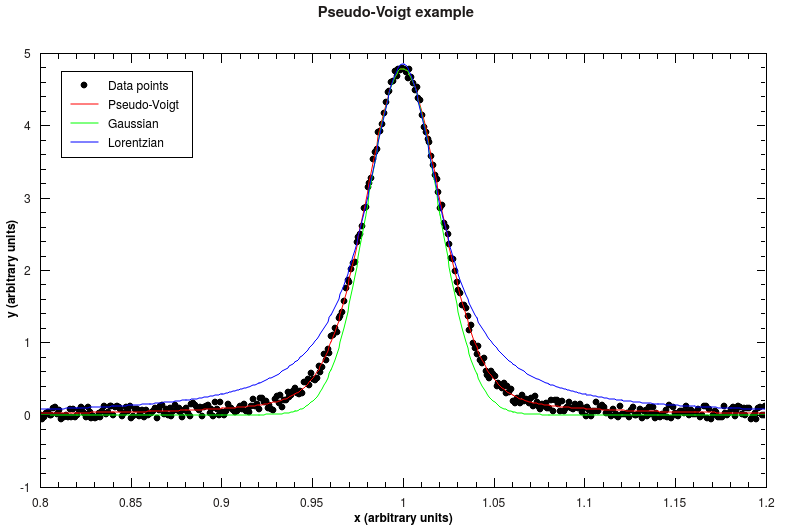 Pseudo-Voigt example
5
4
3
2
1
0
-1
y (arbitrary units)
Data points
Pseudo-Voigt
Gaussian
Lorentzian
0.8 0.85 0.9 0.95 1 1.05 1.1 1.15 1.2
x (arbitrary units)